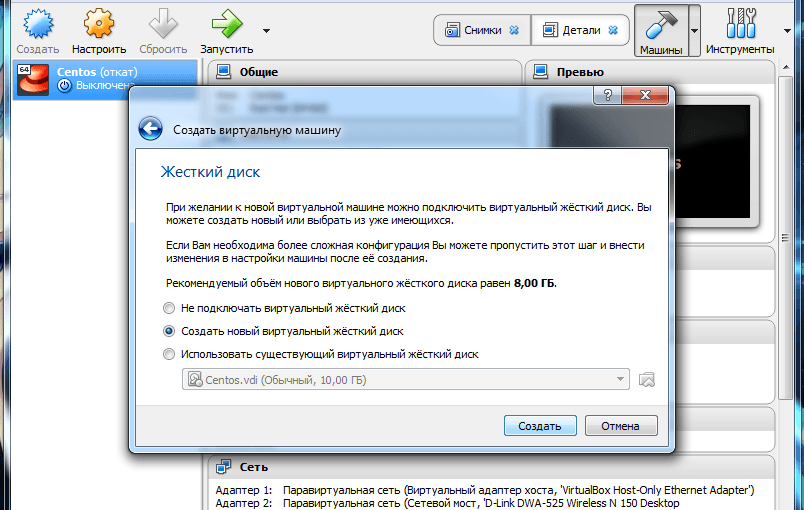 Создать
Настроить
Сбросить
Запустить
Снимки
Детали
Машины
Инструменты
64
Centos (откат)
Выключена
Общие
Превью
?
Создать виртуальную машину
Жесткий диск
При желании к новой виртуальной машине можно подключить виртуальный жёсткий диск. Вы
можете создать новый или выбрать из уже имеющихся.
Если Вам необходима более сложная конфигурация Вы можете пропустить этот шаг и внести
изменения в настройки машины после её создания.
Рекомендуемый объём нового виртуального жёсткого диска равен 8,00 ГБ.
Не подключать виртуальный жёсткий диск
Создать новый виртуальный жёсткий диск
Использовать существующий виртуальный жёсткий диск
Centos.vdi (Обычный, 10,00 ГБ)
Создать
Отмена
Сеть
Адаптер 1: Паравиртуальная сеть (Виртуальный адаптер хоста, 'VirtualBox Host-Only Ethernet Adapter')
Адаптер 2: Паравиртуальная сеть (Сетевой мост, 'D-Link DWA-525 Wireless N 150 Desktop